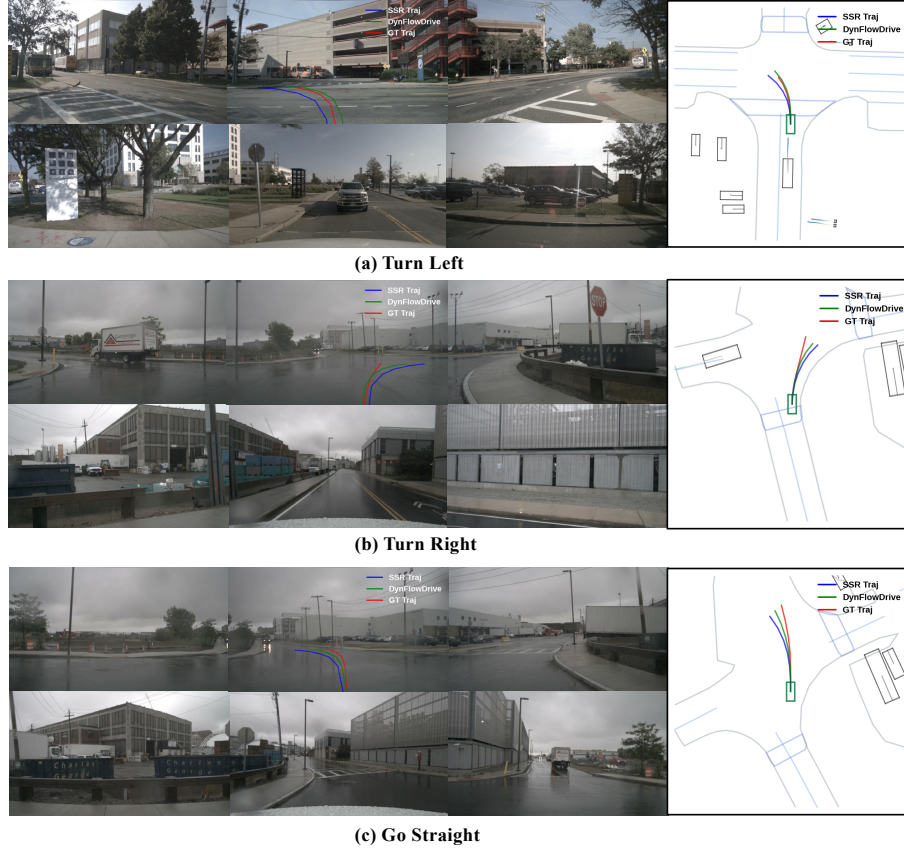 SSR Traj
DynFlowDrive
GT Traj
SSR Traj
DynFlowDrive
GT Traj
(a) Turn Left
SSR Traj
DynFlowDrive
GT Traj
STOP
SSR Traj
DynFlowDrive
GT Traj
(b) Turn Right
SSR Traj
DynFlowDrive
GT Traj
SSR Traj
DynFlowDrive
GT Traj
(c) Go Straight